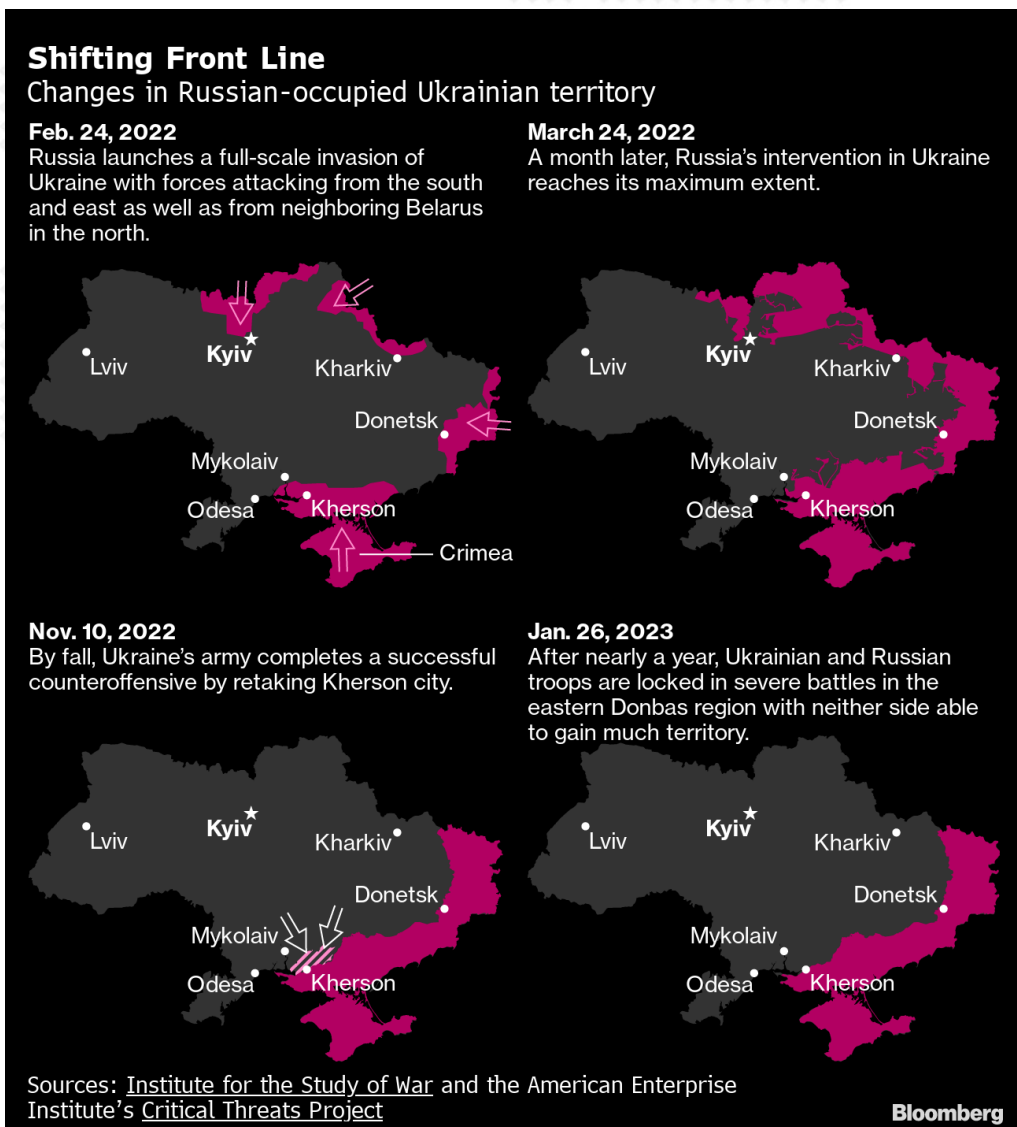 Shifting Front Line
Changes in Russian-occupied Ukrainian territory
Feb. 24, 2022
Russia launches a full-scale invasion of
Ukraine with forces attacking from the south
and east as well as from neighboring Belarus
in the north.
Kyiv
Lviv
Kharkiv
Donetsk
Mykolaiv
Odesa
Kherson
Crimea
March 24, 2022
A month later, Russia's intervention in Ukraine
reaches its maximum extent.
Kyiv
Lviv
Kharkiv
Donetsk
Mykolaiv
Odesa
Kherson
Nov. 10, 2022
By fall, Ukraine's army completes a successful
counteroffensive by retaking Kherson city.
Kyiv
Lviv
Kharkiv
Donetsk
Mykolaiv
Odesa
Kherson
Jan. 26, 2023
After nearly a year, Ukrainian and Russian
troops are locked in severe battles in the
eastern Donbas region with neither side able
to gain much territory.
Kyiv
Lviv
Kharkiv
Donetsk
Mykolaiv
Odesa
Kherson
Sources: Institute for the Study of War and the American Enterprise
Institute's Critical Threats Project
Bloomberg